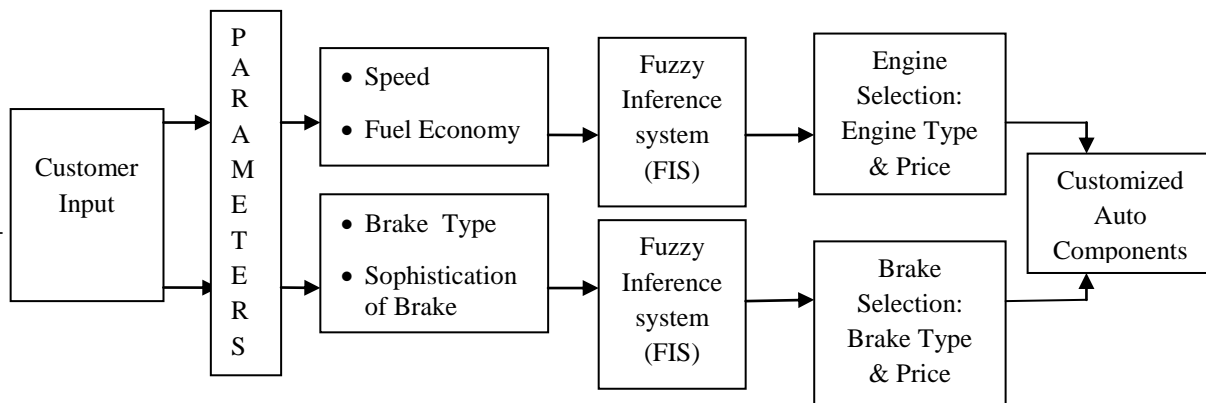 Customer
Input
P
A
R
A
M
E
T
E
R
S
• Speed
• Fuel Economy
Fuzzy
Inference
system
(FIS)
Engine
Selection:
Engine Type
& Price
• Brake Type
• Sophistication
of Brake
Fuzzy
Inference
system
(FIS)
Brake
Selection:
Brake Type
& Price
Customized
Auto
Components